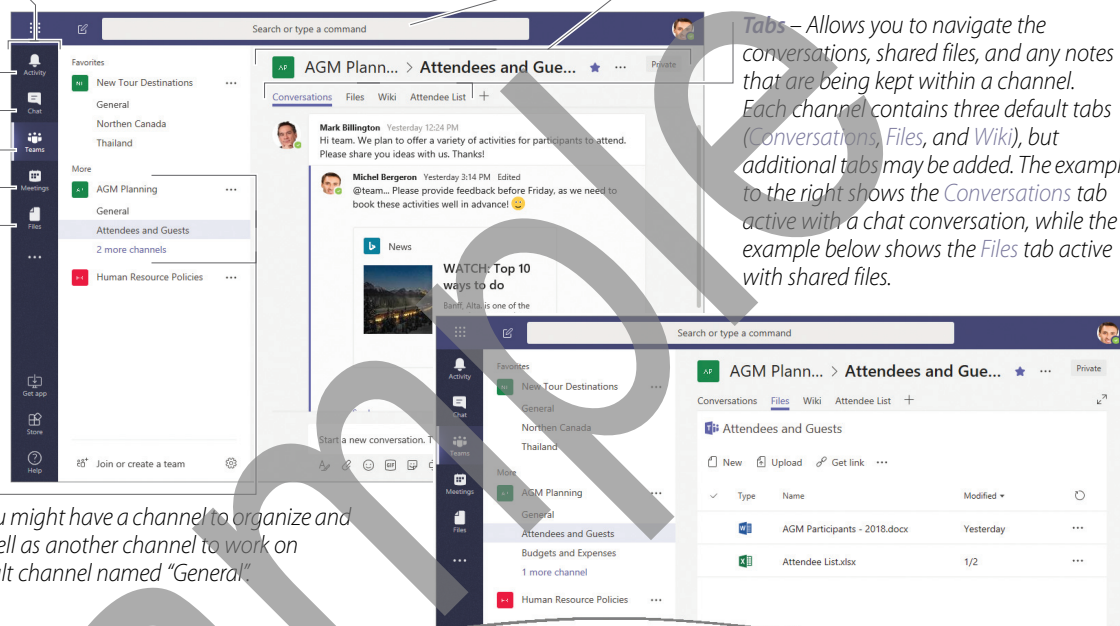 Search or type a command
Activity
Chat
Teams
Meetings
Files
Get app
Store
Help
Favorites
New Tour Destinations
General
Northen Canada
Thailand
More
AGM Planning
General
Attendees and Guests
2 more channels
Human Resource Policies
Join or create a team
AP AGM Plann... > Attendees and Gue... Private
Conversations Files Wiki Attendee List +
Mark Billington Yesterday 12:24 PM
Hi team. We plan to offer a variety of activities for participants to attend.
Please share you ideas with us. Thanks!
Michel Bergeron Yesterday 3:14 PM Edited
@team... Please provide feedback before Friday, as we need to
book these activities well in advance!
News
WATCH: Top 10
ways to do
Banff, Alta. is one of the
Start a new conversation. T
GIF
Tabs – Allows you to navigate the
conversations, shared files, and any notes
that are being kept within a channel.
Each channel contains three default tabs
(Conversations, Files, and Wiki), but
additional tabs may be added. The exampl
to the right shows the Conversations tab
active with a chat conversation, while the
example below shows the Files tab active
with shared files.
u might have a channel to organize and
ell as another channel to work on
lt channel named “General”.
Search or type a command
Activity
Chat
Teams
Meetings
Files
Favorites
New Tour Destinations
General
Northen Canada
Thailand
More
AGM Planning
General
Attendees and Guests
Budgets and Expenses
1 more channel
Human Resource Policies
AP AGM Plann... > Attendees and Gue... Private
Conversations Files Wiki Attendee List +
Attendees and Guests
New Upload Get link
Type Name Modified
AGM Participants - 2018.docx Yesterday
Attendee List.xlsx 1/2